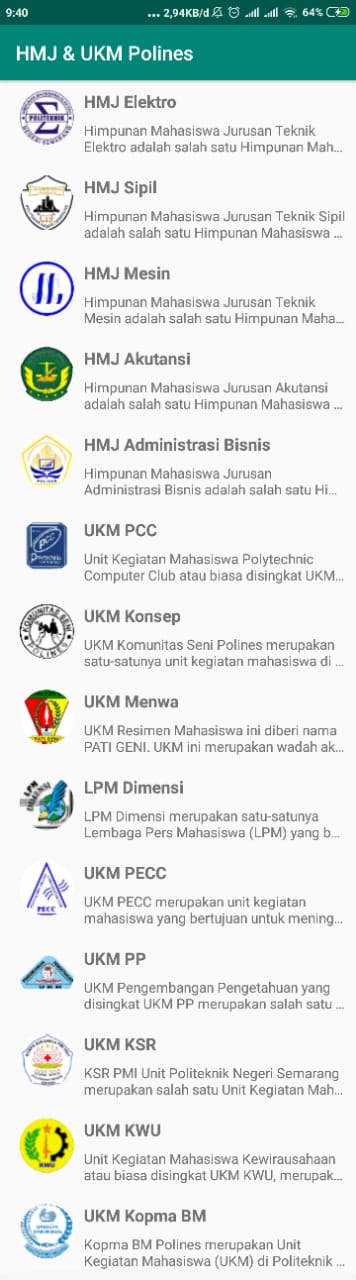 9:40
... 2,94KB/d 64%
HMJ & UKM Polines
HMJ Elektro
POLITEKNIK
Himpunan Mahasiswa Jurusan Teknik
Elektro adalah salah satu Himpunan Mah...
HMJ Sipil
Himpunan Mahasiswa Jurusan Teknik Sipil
adalah salah satu Himpunan Mahasiswa ...
HMJ Mesin
Himpunan Mahasiswa Jurusan Teknik
Mesin adalah salah satu Himpunan Maha...
HMJ Akutansi
Himpunan Mahasiswa Jurusan Akutansi
adalah salah satu Himpunan Mahasiswa ...
HMJ Administrasi Bisnis
Himpunan Mahasiswa Jurusan
Administrasi Bisnis adalah salah satu Hi...
UKM PCC
PCC
Unit Kegiatan Mahasiswa Polytechnic
Computer Club atau biasa disingkat UKM...
UKM Konsep
KOMUNITAS SENI
POLINES
UKM Komunitas Seni Polines merupakan
satu-satunya unit kegiatan mahasiswa di ...
UKM Menwa
PATI GENI
UKM Resimen Mahasiswa ini diberi nama
PATI GENI. UKM ini merupakan wadah ak...
LPM Dimensi
LPM
DIMENSI
LPM Dimensi merupakan satu-satunya
Lembaga Pers Mahasiswa (LPM) yang b...
UKM PECC
PECC
UKM PECC merupakan unit kegiatan
mahasiswa yang bertujuan untuk mening...
UKM PP
UKM
UKM Pengembangan Pengetahuan yang
disingkat UKM PP merupakan salah satu ...
UKM KSR
KSR PMI Unit Politeknik Negeri Semarang
merupakan salah satu Unit Kegiatan Mah...
UKM KWU
KWU
Unit Kegiatan Mahasiswa Kewirausahaan
atau biasa disingkat UKM KWU, merupak...
UKM Kopma BM
Kopma BM Polines merupakan Unit
Kegiatan Mahasiswa (UKM) di Politeknik ...